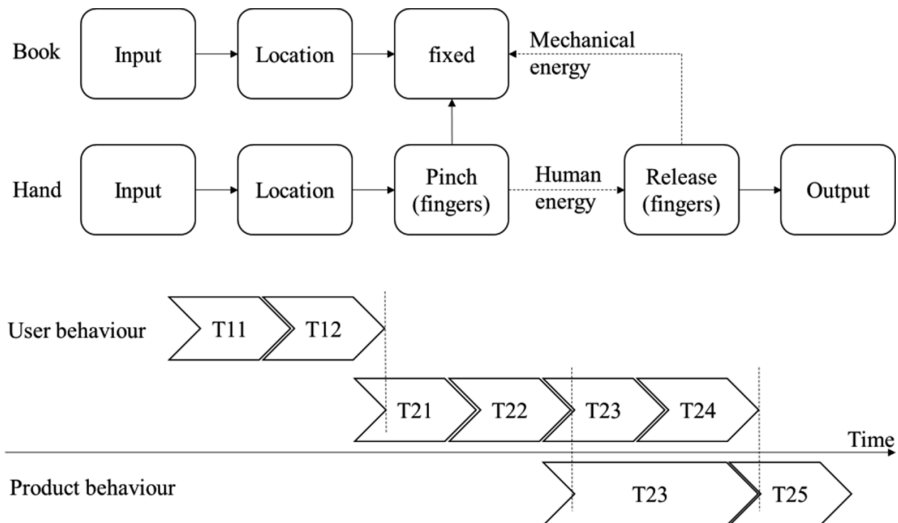 Book
Input
Location
fixed
Mechanical
energy
Hand
Input
Location
Pinch
(fingers)
Human
energy
Release
(fingers)
Output
User behaviour
T11
T12
T21
T22
T23
T24
Time
Product behaviour
T23
T25